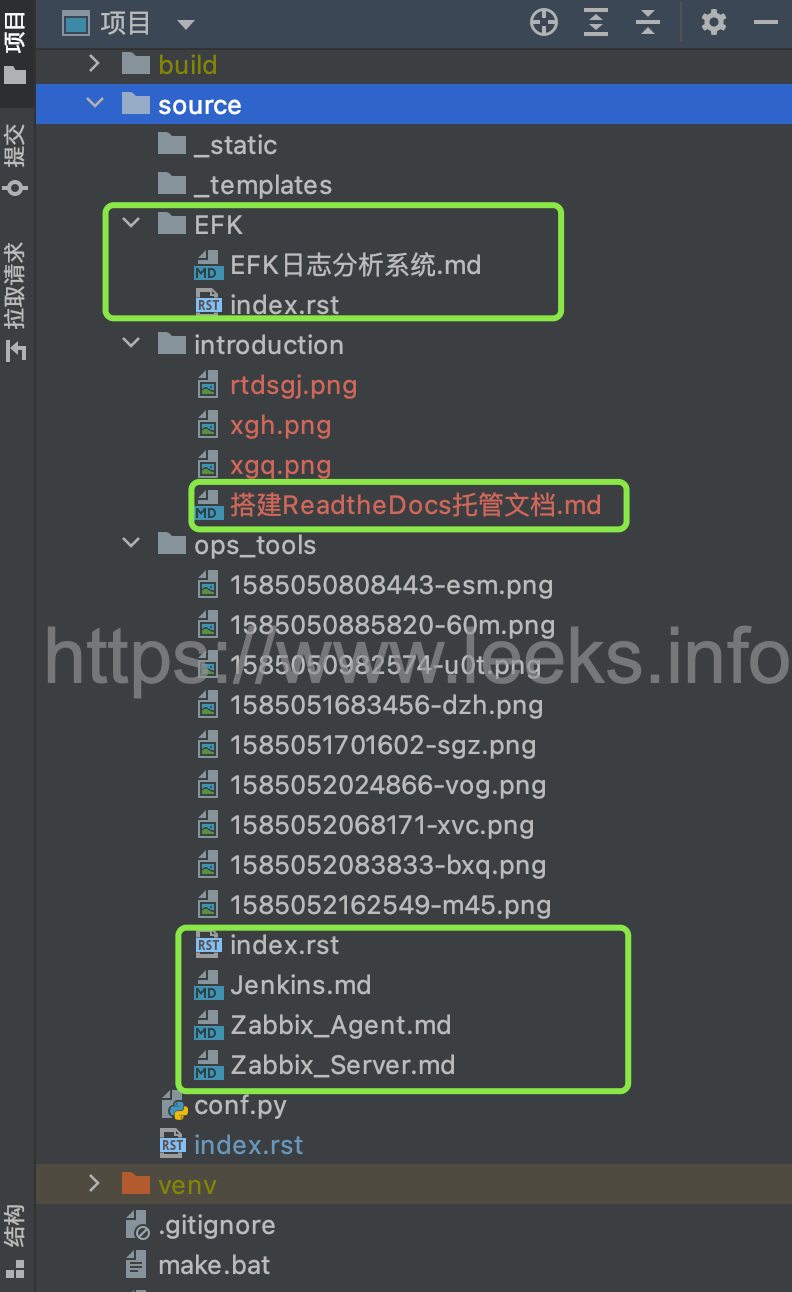 项目
项目
build
source
提交
_static
_templates
EFK
MD EFK日志分析系统.md
RST index.rst
拉取请求
introduction
rtdsgj.png
xgh.png
xgq.png
MD 搭建ReadtheDocs托管文档.md
ops_tools
1585050808443-esm.png
1585050885820-60m.png
https://www.leeks.info
1585050982574-u0t.png
1585051683456-dzh.png
1585051701602-sgz.png
1585052024866-vog.png
1585052068171-xvc.png
1585052083833-bxq.png
1585052162549-m45.png
RST index.rst
MD Jenkins.md
MD Zabbix_Agent.md
MD Zabbix_Server.md
conf.py
RST index.rst
venv
结构
.gitignore
make.bat